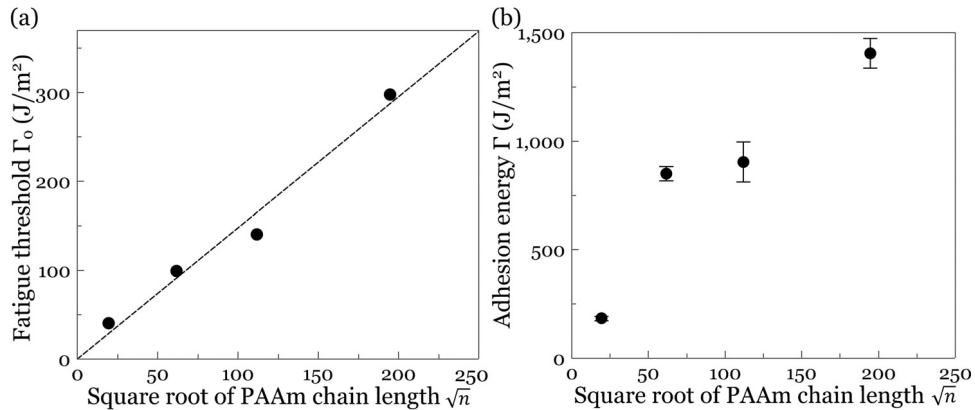 (a)
Fatigue threshold Γ₀ (J/m²)
300
200
100
0
0 50 100 150 200 250
Square root of PAAm chain length √n
(b)
Adhesion energy Γ (J/m²)
1,500
1,000
500
0
0 50 100 150 200 250
Square root of PAAm chain length √n